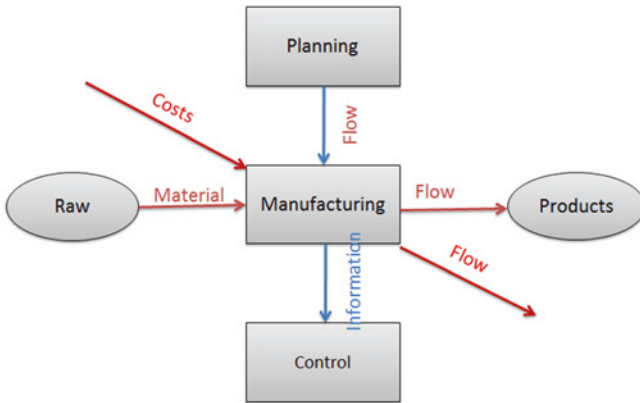 Planning
Costs
Flow
Raw
Material
Manufacturing
Flow
Products
Information
Flow
Control